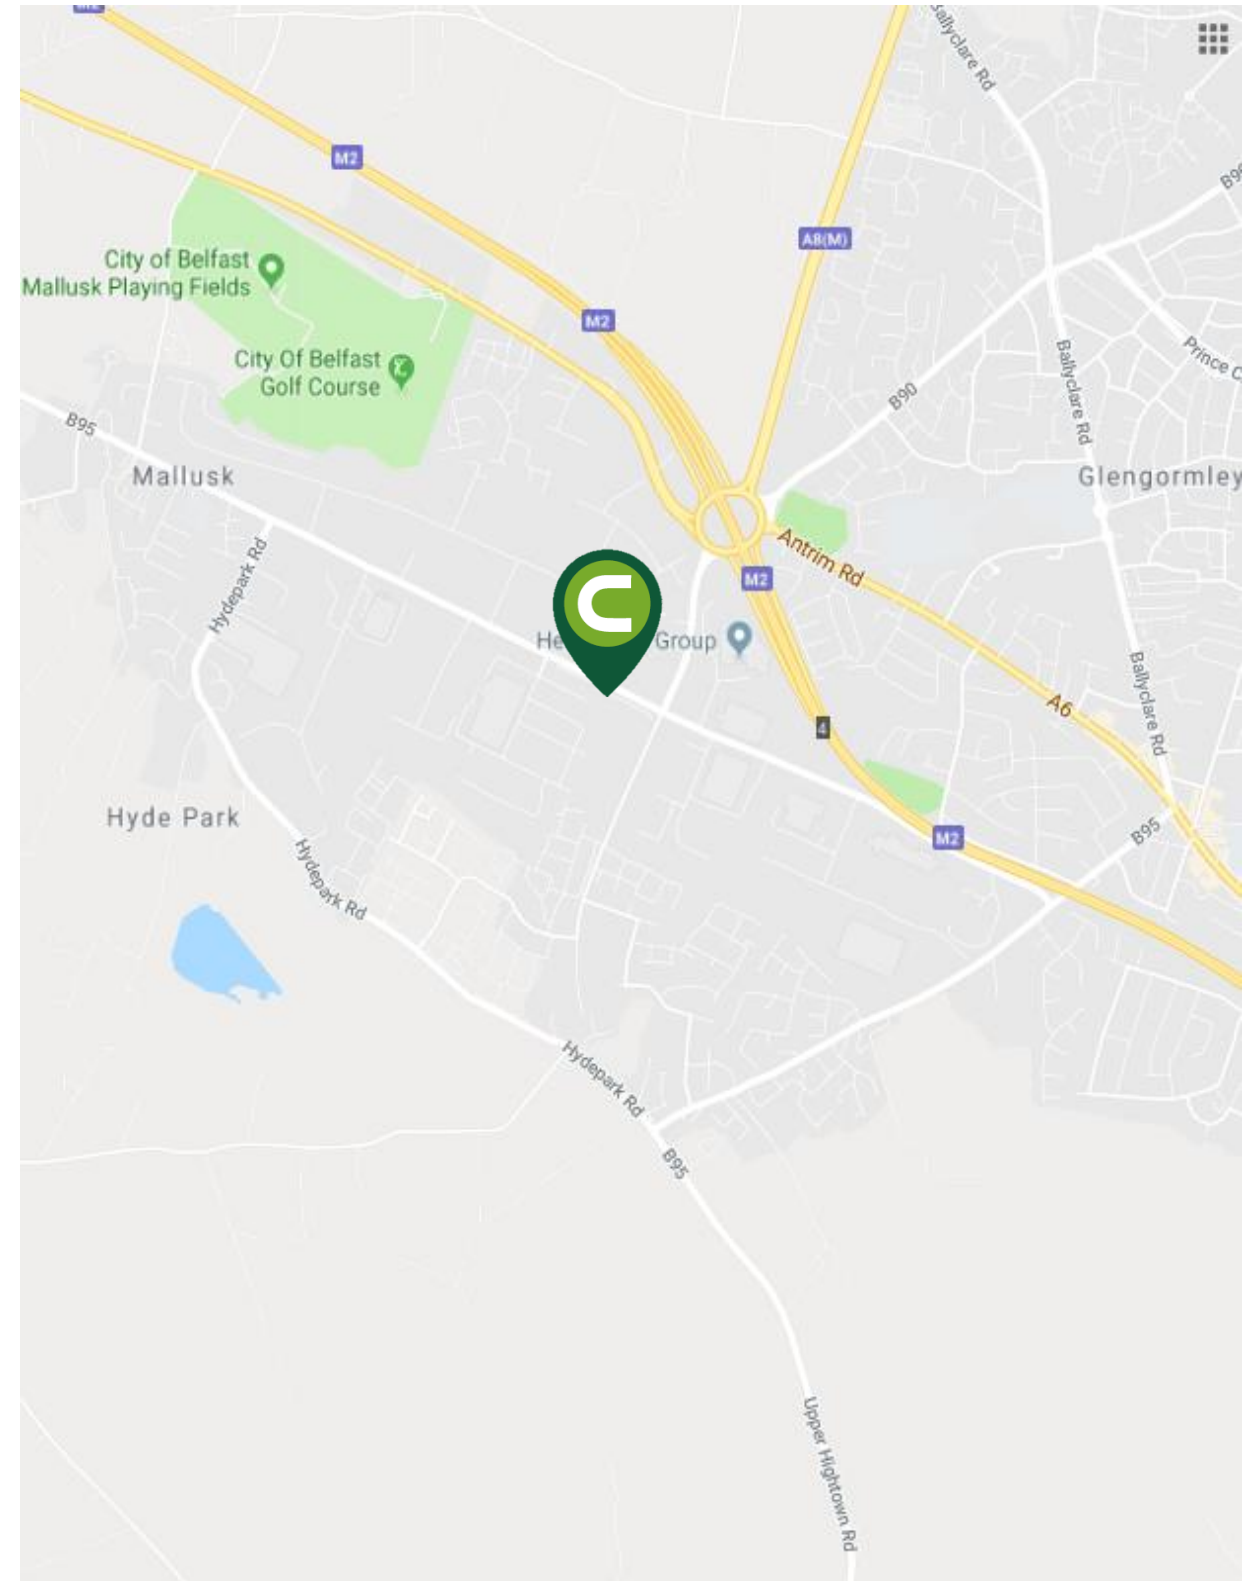 M2
Ballyclare Rd
M2
B90
City of Belfast
Mallusk Playing Fields
A8(M)
M2
City Of Belfast
Golf Course
Ballyclare Rd
Prince C
B90
B95
Mallusk
Glengormley
Antrim Rd
Hydepark Rd
M2
C
He Group
Ballyclare Rd
A6
4
Hyde Park
M2
B95
Hydepark Rd
Hydepark Rd
B95
Upper Hightown Rd